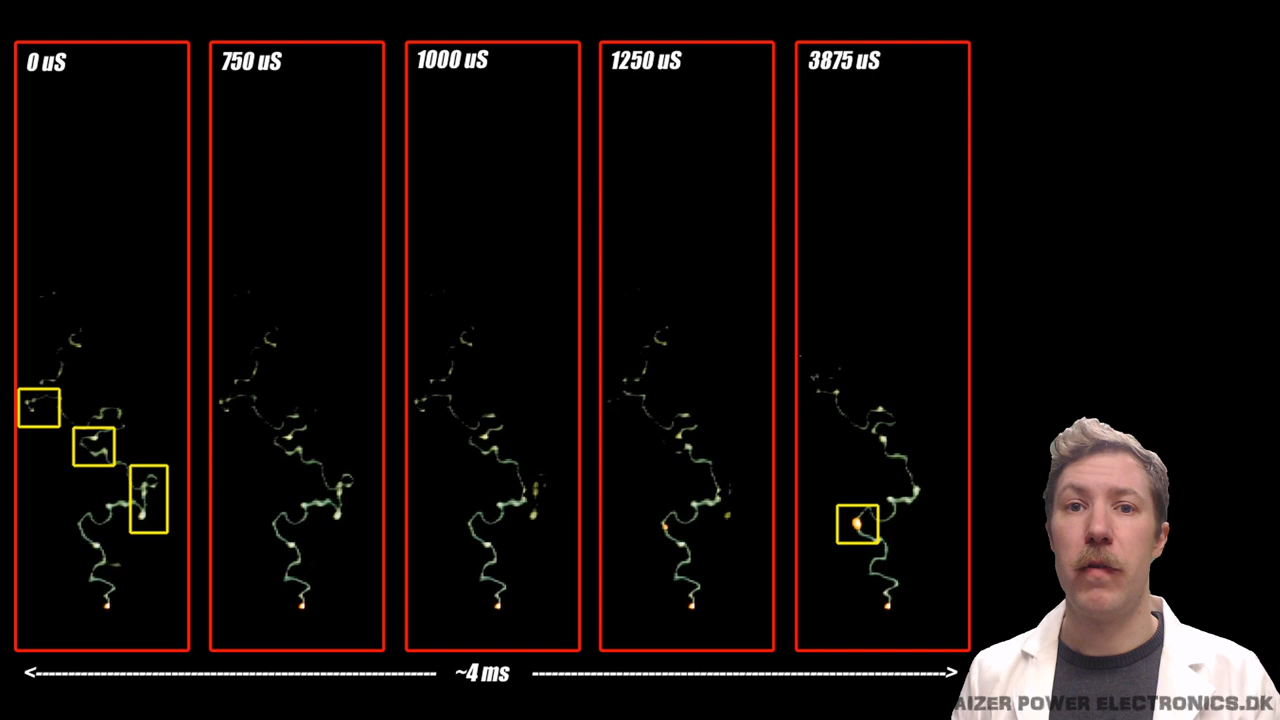 0 uS
750 uS
1000 uS
1250 uS
3875 uS
~4 ms
AIZER POWER ELECTRONICS.DK